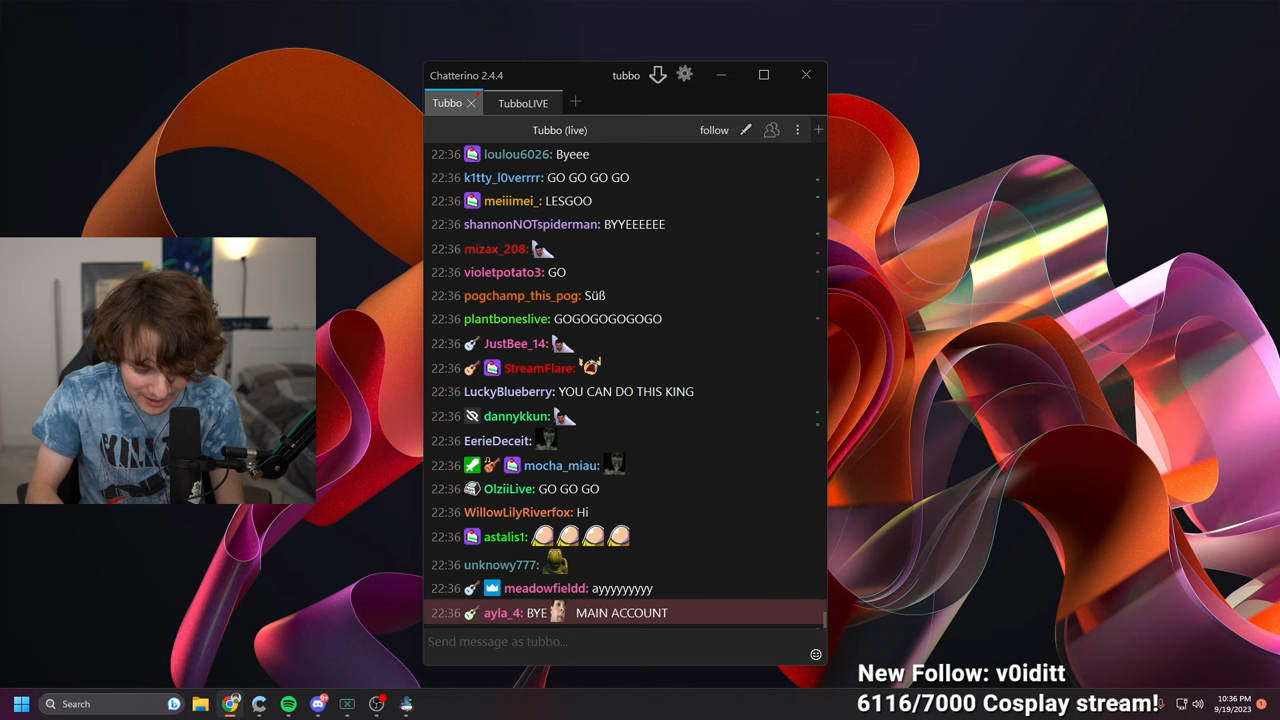 Chatterino 2.4.4
tubbo
Tubbo
TubboLIVE
Tubbo (live)
follow
22:36 loulou6026: Byeee
22:36 k1tty_l0verrrr: GO GO GO GO
22:36 meiiimei_: LESGOO
22:36 shannonNOTspiderman: BYYEEEEEE
22:36 mizax_208:
22:36 violetpotato3: GO
22:36 pogchamp_this_pog: Süß
22:36 plantboneslive: GOGOGOGOGOGO
22:36 JustBee_14:
22:36 StreamFlare:
22:36 LuckyBlueberry: YOU CAN DO THIS KING
22:36 dannykkun:
22:36 EerieDeceit:
22:36 mocha_miau:
22:36 OlziiLive: GO GO GO
22:36 WillowLilyRiverfox: Hi
22:36 astalis1:
22:36 unknowy777:
22:36 meadowfieldd: ayyyyyyyyy
22:36 ayla_4: BYE MAIN ACCOUNT
Send message as tubbo...
New Follow: v0iditt
6116/7000 Cosplay stream!
Search
10:36 PM
9/19/2023